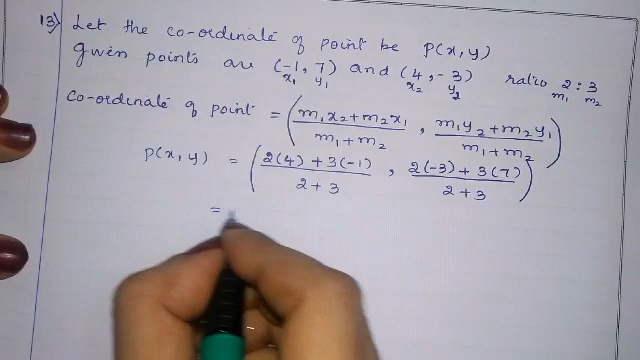 13) Let the co-ordinate of point be P(x, y)
Given points are (-1, 7) and (4, -3) ratio 2 : 3
x₁ y₁ x₂ y₂ m₁ m₂
co-ordinate of point = ( (m₁x₂+m₂x₁)/(m₁+m₂) , (m₁y₂+m₂y₁)/(m₁+m₂) )
P(x, y) = ( (2(4) + 3(-1))/(2+3) , (2(-3) + 3(7))/(2+3) )
=